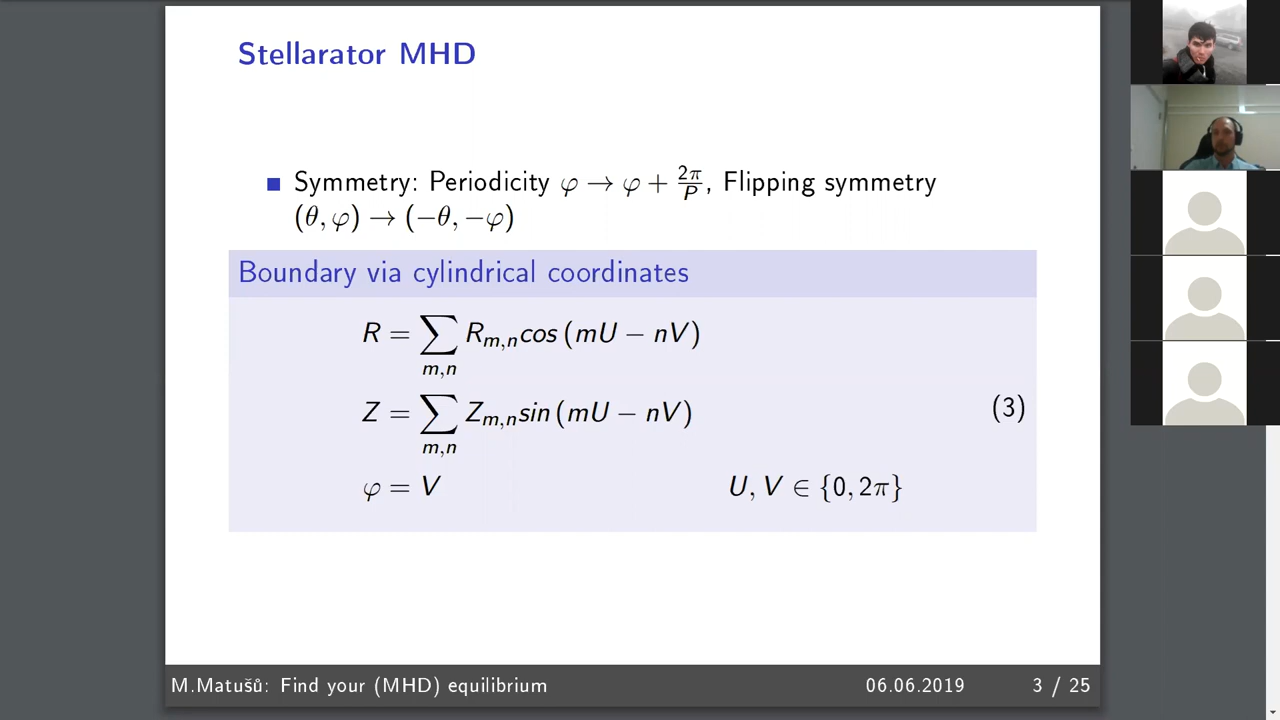 Stellarator MHD
Symmetry: Periodicity φ → φ + 2π/P, Flipping symmetry
(θ, φ) → (−θ, −φ)
Boundary via cylindrical coordinates
R = ∑ R_{m,n} cos (mU − nV)
m,n
Z = ∑ Z_{m,n} sin (mU − nV)
m,n
(3)
φ = V U, V ∈ {0, 2π}
M.Matušů: Find your (MHD) equilibrium 06.06.2019 3 / 25